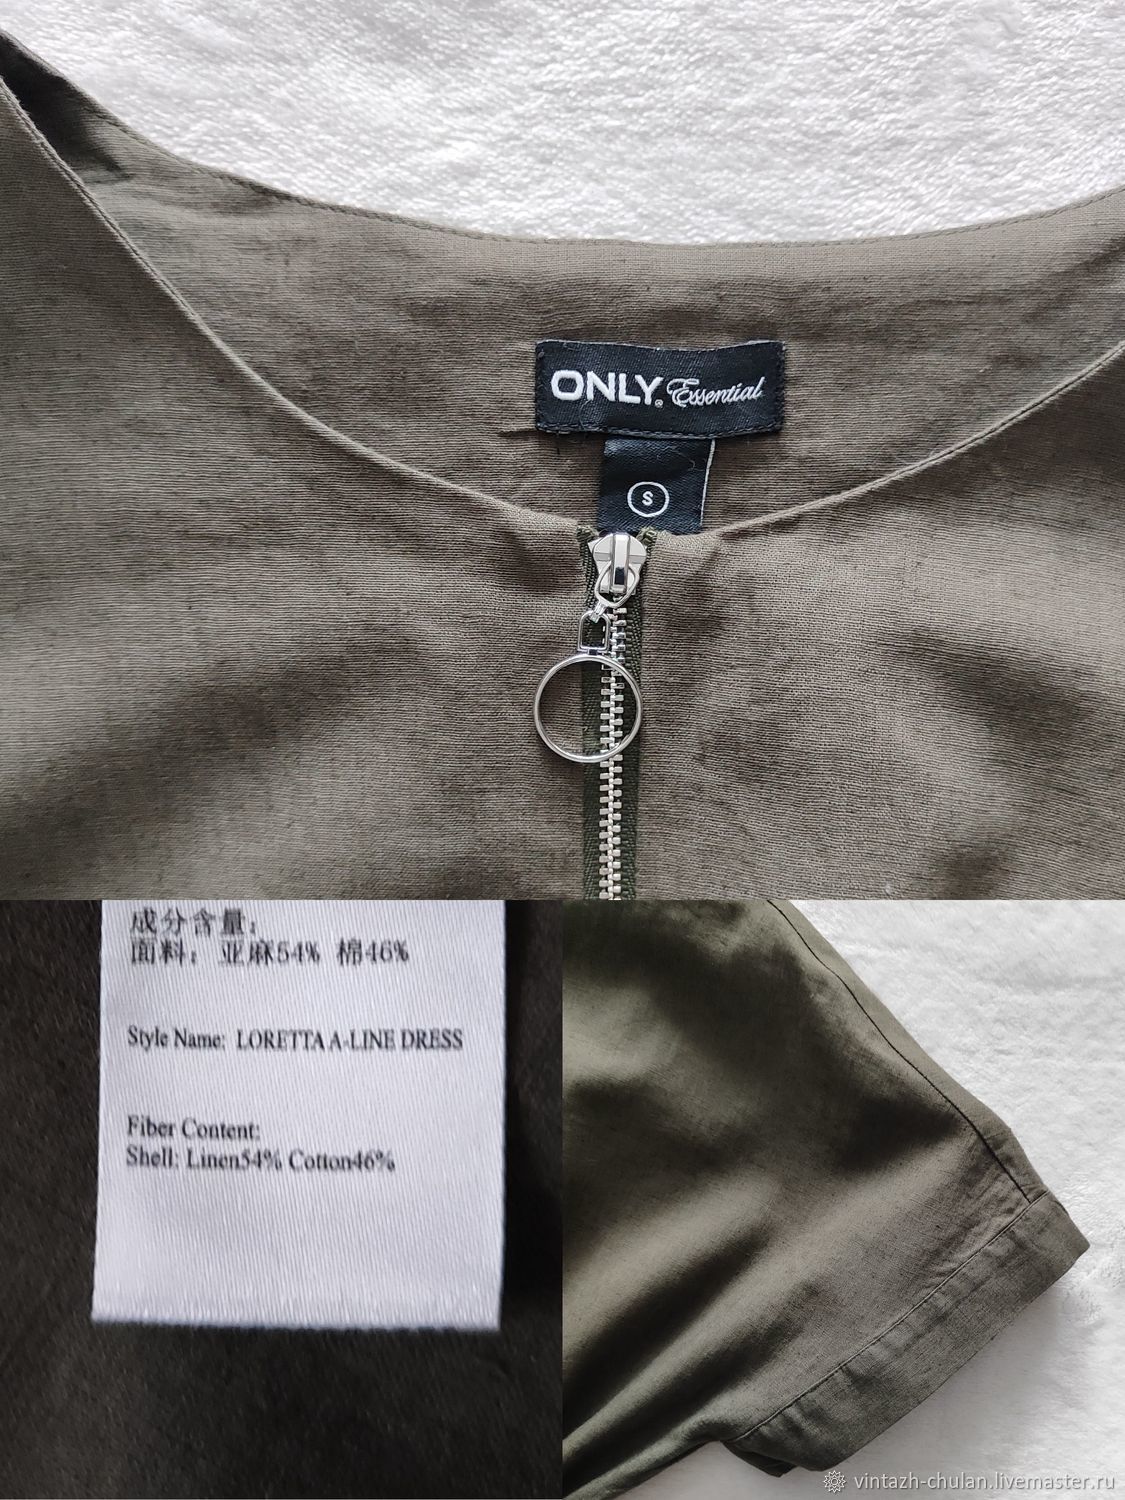 ONLY® Essential
S
成分含量:
面料: 亚麻54% 棉46%
Style Name: LORETTA A-LINE DRESS
Fiber Content:
Shell: Linen54% Cotton46%
vintazh-chulan.livemaster.ru